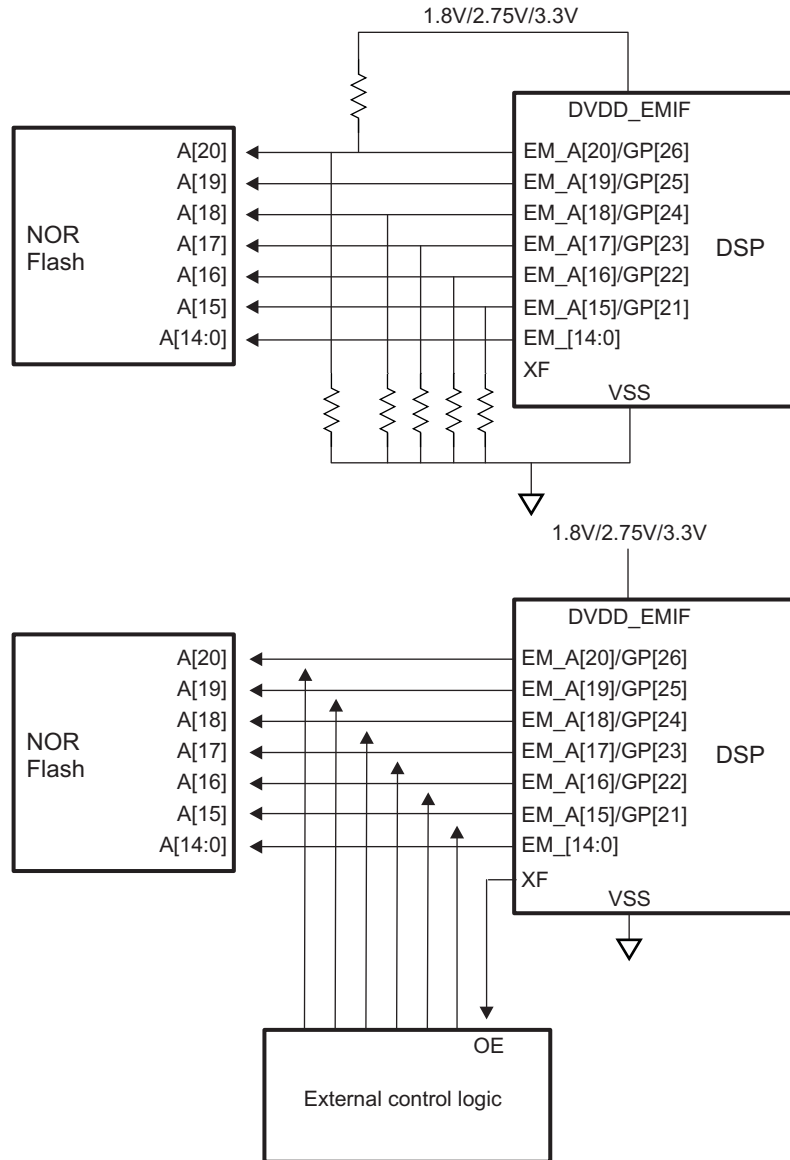 1.8V/2.75V/3.3V
DVDD_EMIF
A[20]
EM_A[20]/GP[26]
A[19]
EM_A[19]/GP[25]
A[18]
EM_A[18]/GP[24]
NOR
Flash
A[17]
EM_A[17]/GP[23]
DSP
A[16]
EM_A[16]/GP[22]
A[15]
EM_A[15]/GP[21]
A[14:0]
EM_[14:0]
XF
VSS
1.8V/2.75V/3.3V
DVDD_EMIF
A[20]
EM_A[20]/GP[26]
A[19]
EM_A[19]/GP[25]
A[18]
EM_A[18]/GP[24]
NOR
Flash
A[17]
EM_A[17]/GP[23]
DSP
A[16]
EM_A[16]/GP[22]
A[15]
EM_A[15]/GP[21]
A[14:0]
EM_[14:0]
XF
VSS
OE
External control logic